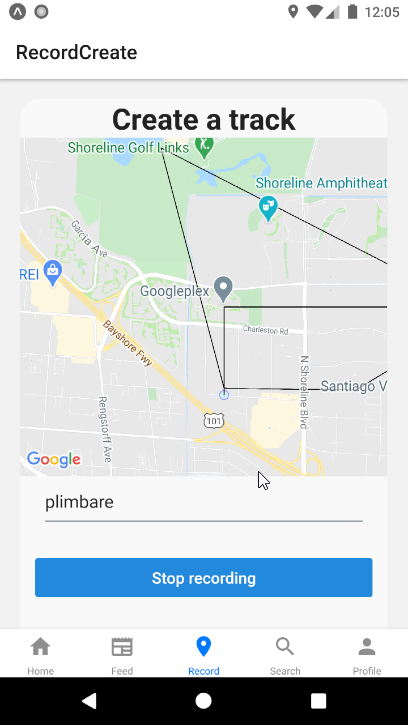 12:05
RecordCreate
Create a track
Shoreline Golf Links
Shoreline Amphitheat
Garcia Ave
REI
Googleplex
Charleston Rd
Bayshore Fwy
N Shoreline Blvd
Santiago V
Rengstorff Ave
101
Google
plimbare
Stop recording
Home
Feed
Record
Search
Profile